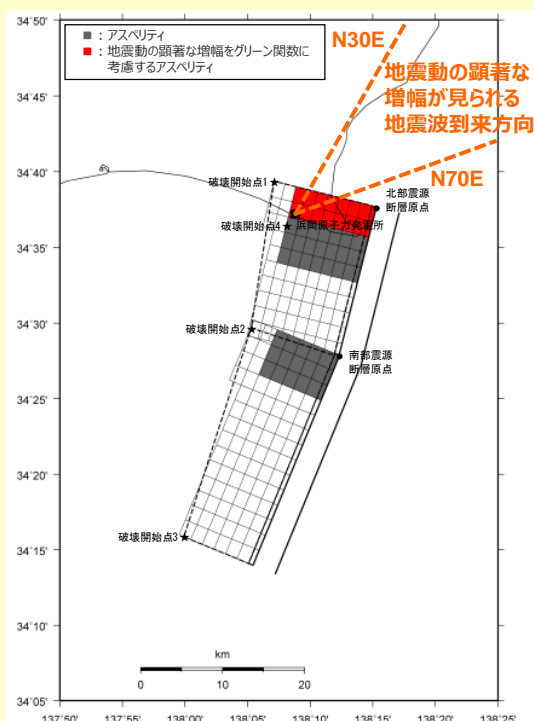 34°50'
■ : アスペリティ
■ : 地震動の顕著な増幅をグリーン関数に
考慮するアスペリティ
N30E
地震動の顕著な
増幅が見られる
地震波到来方向
34°45'
34°40'
N70E
破壊開始点1
北部震源
断層原点
破壊開始点4
浜岡原子力発電所
34°35'
34°30'
破壊開始点2
南部震源
断層原点
34°25'
34°20'
34°15'
破壊開始点3
34°10'
km
0 10 20
34°05'
137°50' 137°55' 138°00' 138°05' 138°10' 138°15' 138°20' 138°25'